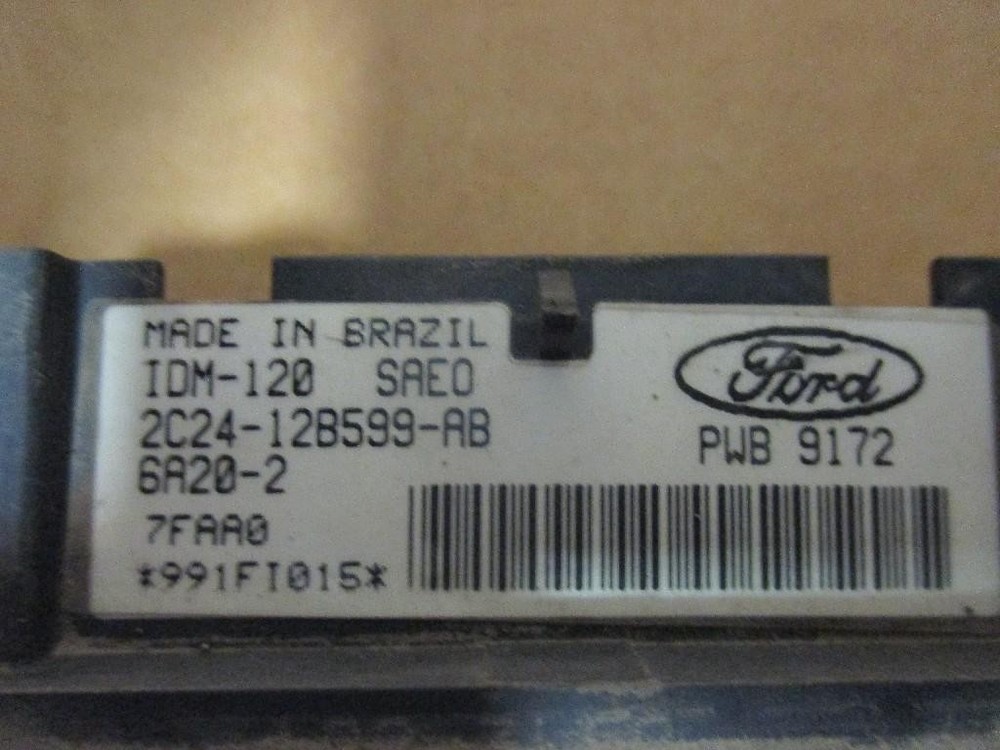 MADE IN BRAZIL
IDM-120 SAEO
2C24-12B599-AB
6A20-2
7FAA0
*991FI015*
Ford
PWB 9172